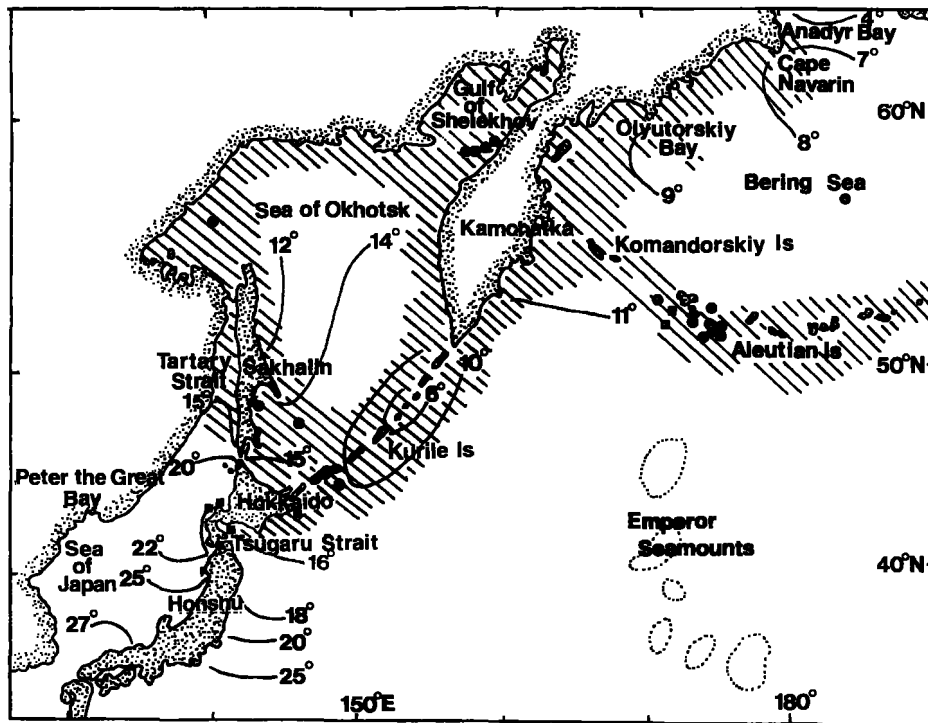 4°
Anadyr Bay
7°
Cape
Navarin
Gulf
of
Shelekhov
60°N
Olyutorskiy
Bay
8°
9°
Bering Sea
Sea of Okhotsk
Kamchatka
12°
14°
Komandorskiy Is
11°
Aleutian Is
Tartary
Strait
Sakhalin
10°
50°N
15°
Kurile Is
20°
15°
Peter the Great
Bay
Hokkaido
Emperor
Seamounts
22°
Tsugaru Strait
16°
Sea
of
Japan
25°
40°N
Honshu
18°
27°
20°
25°
150°E
180°